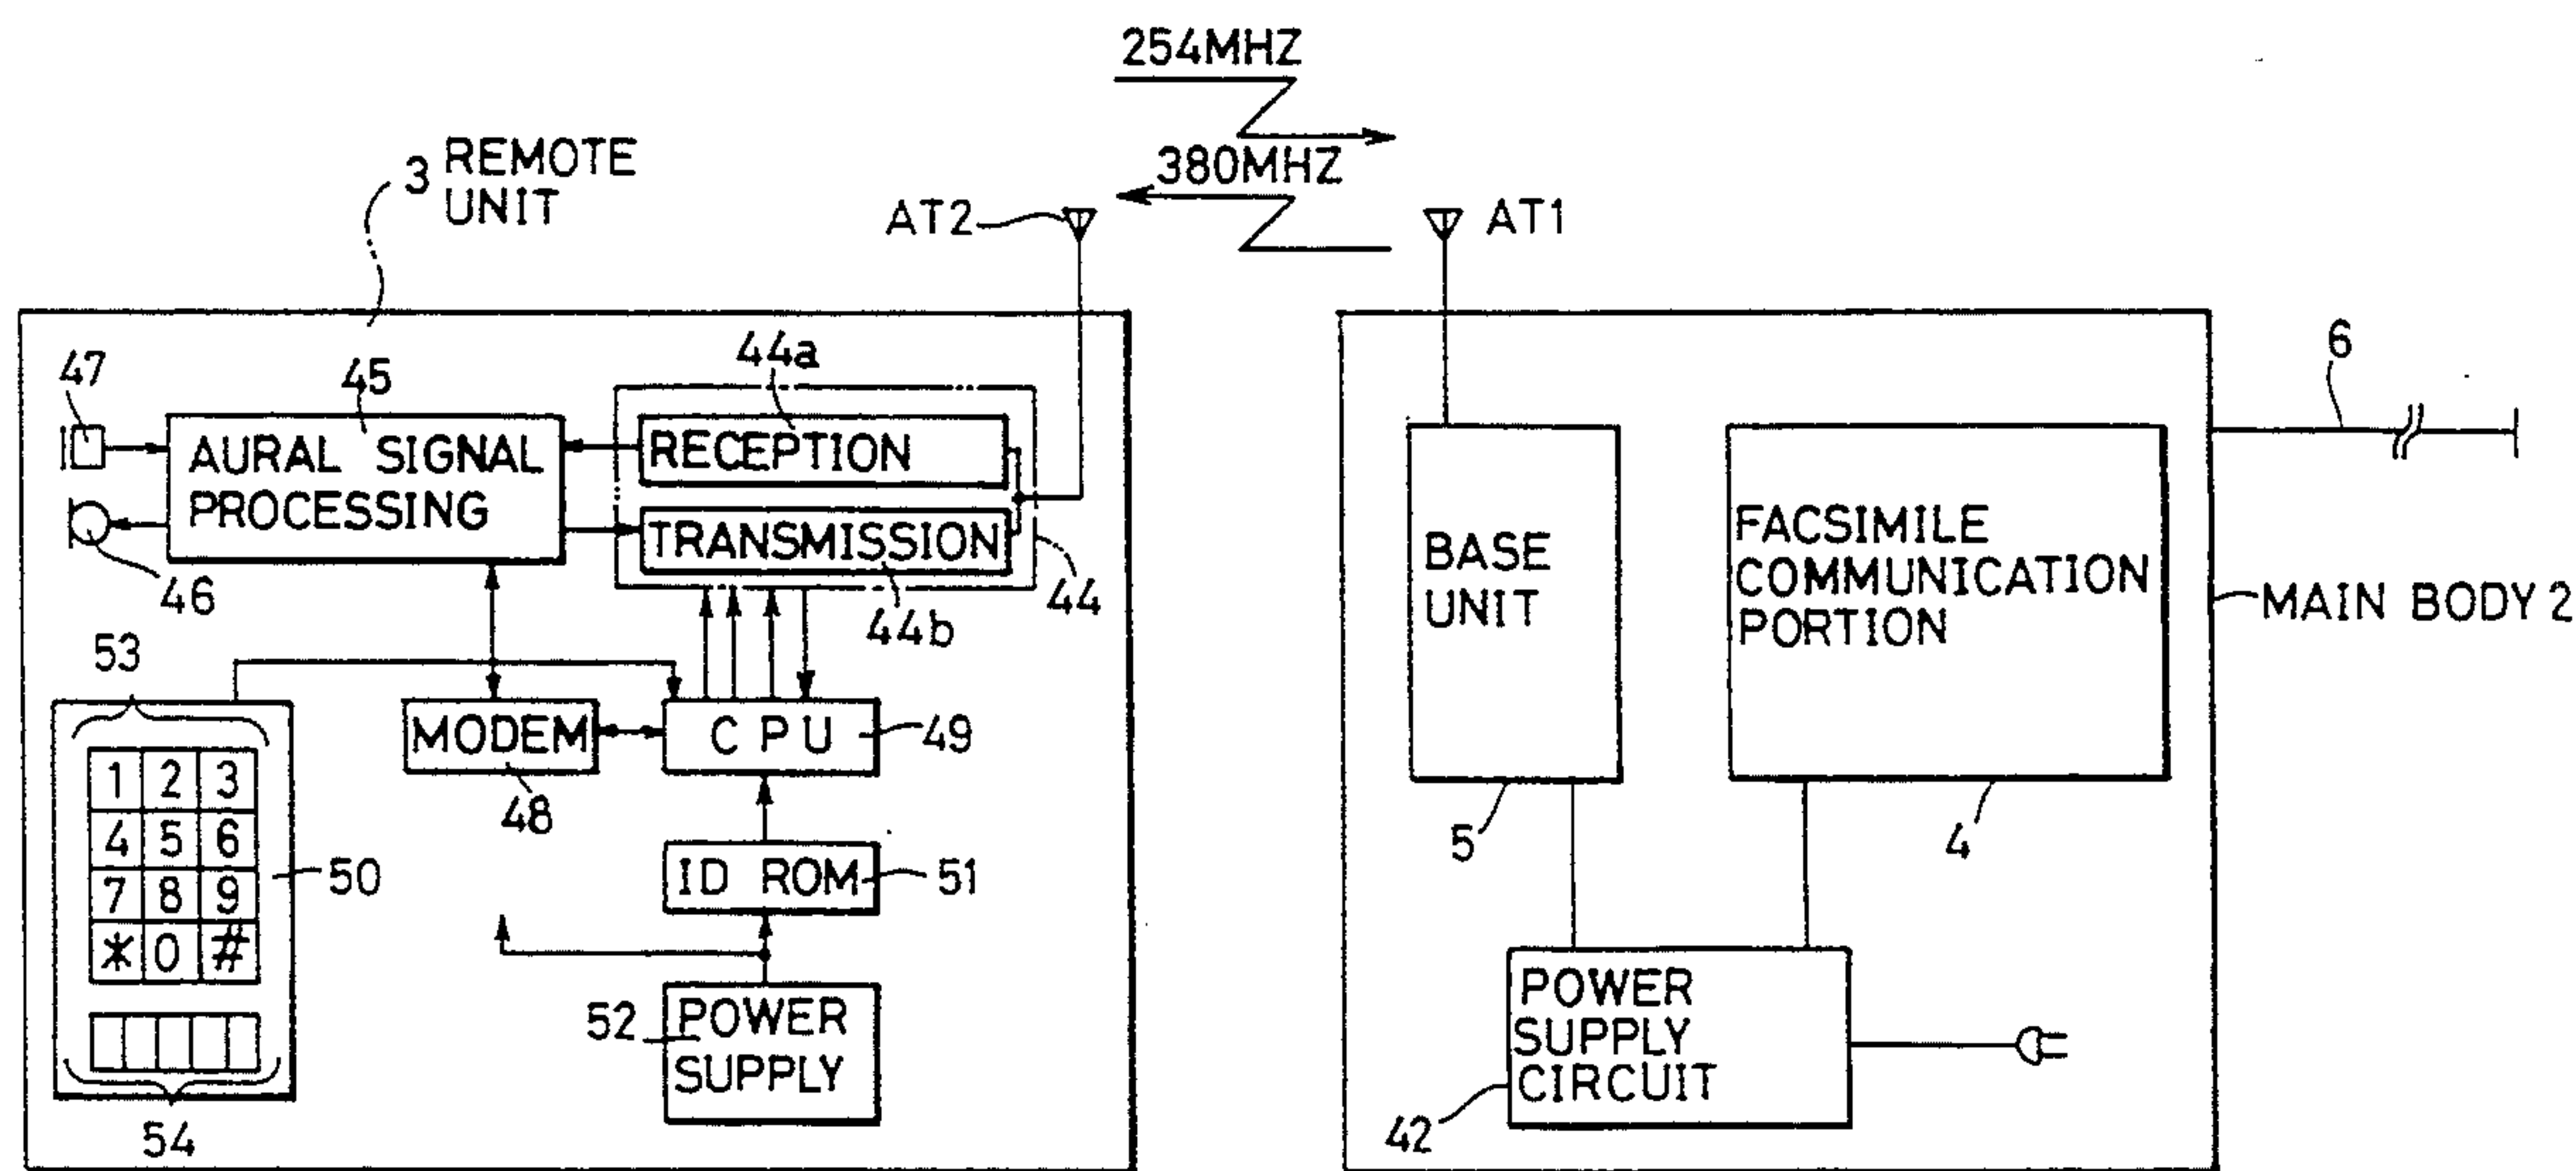 254MHZ
380MHZ
3 REMOTE
UNIT
AT2
AT1
6
47
45
44a
AURAL SIGNAL
PROCESSING
RECEPTION
TRANSMISSION
46
44b
44
BASE
UNIT
FACSIMILE
COMMUNICATION
PORTION
MAIN BODY 2
53
MODEM
CPU
49
48
1 2 3
4 5 6
7 8 9
* 0 #
50
ID ROM
51
5
4
52
POWER
SUPPLY
54
POWER
SUPPLY
CIRCUIT
42